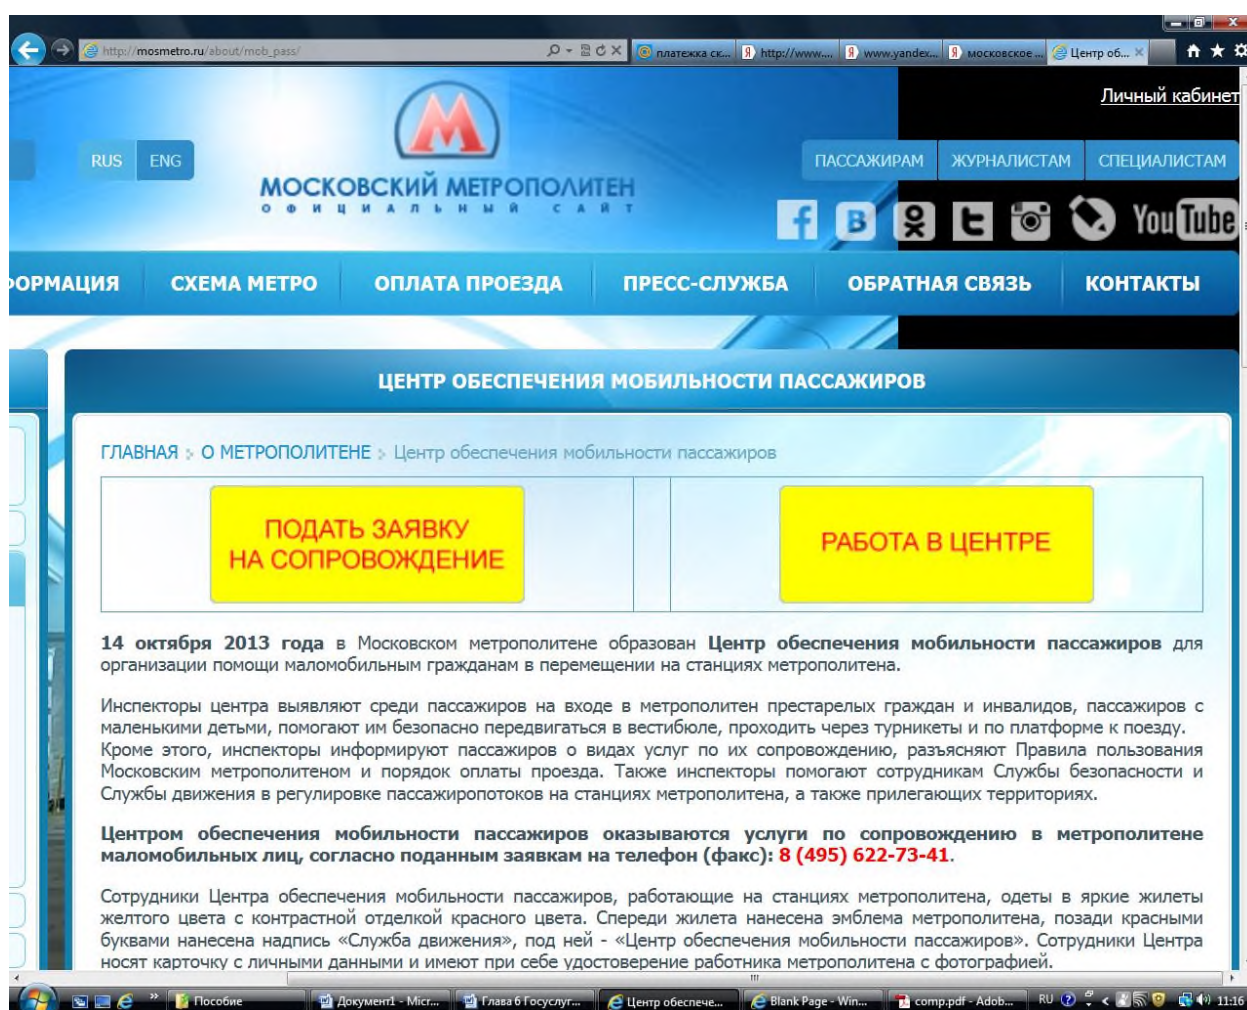 http://mosmetro.ru/about/mob_pass/
платежка ск... http://www.... www.yandex... московское ... Центр об...
Личный кабинет
RUS ENG
ПАССАЖИРАМ ЖУРНАЛИСТАМ СПЕЦИАЛИСТАМ
МОСКОВСКИЙ МЕТРОПОЛИТЕН
ОФИЦИАЛЬНЫЙ САЙТ
You Tube
ФОРМАЦИЯ СХЕМА МЕТРО ОПЛАТА ПРОЕЗДА ПРЕСС-СЛУЖБА ОБРАТНАЯ СВЯЗЬ КОНТАКТЫ
ЦЕНТР ОБЕСПЕЧЕНИЯ МОБИЛЬНОСТИ ПАССАЖИРОВ
ГЛАВНАЯ О МЕТРОПОЛИТЕНЕ Центр обеспечения мобильности пассажиров
ПОДАТЬ ЗАЯВКУ
НА СОПРОВОЖДЕНИЕ
РАБОТА В ЦЕНТРЕ
14 октября 2013 года в Московском метрополитене образован Центр обеспечения мобильности пассажиров для
организации помощи маломобильным гражданам в перемещении на станциях метрополитена.
Инспекторы центра выявляют среди пассажиров на входе в метрополитен престарелых граждан и инвалидов, пассажиров с
маленькими детьми, помогают им безопасно передвигаться в вестибюле, проходить через турникеты и по платформе к поезду.
Кроме этого, инспекторы информируют пассажиров о видах услуг по их сопровождению, разъясняют Правила пользования
Московским метрополитеном и порядок оплаты проезда. Также инспекторы помогают сотрудникам Службы безопасности и
Службы движения в регулировке пассажиропотоков на станциях метрополитена, а также прилегающих территориях.
Центром обеспечения мобильности пассажиров оказываются услуги по сопровождению в метрополитене
маломобильных лиц, согласно поданным заявкам на телефон (факс): 8 (495) 622-73-41.
Сотрудники Центра обеспечения мобильности пассажиров, работающие на станциях метрополитена, одеты в яркие жилеты
желтого цвета с контрастной отделкой красного цвета. Спереди жилета нанесена эмблема метрополитена, позади красными
буквами нанесена надпись «Служба движения», под ней - «Центр обеспечения мобильности пассажиров». Сотрудники Центра
носят карточку с личными данными и имеют при себе удостоверение работника метрополитена с фотографией.
Пособие Документ1 - Micr... Глава 6 Госуслуг... Центр обеспече... Blank Page - Win... comp.pdf - Adob... RU 11:16